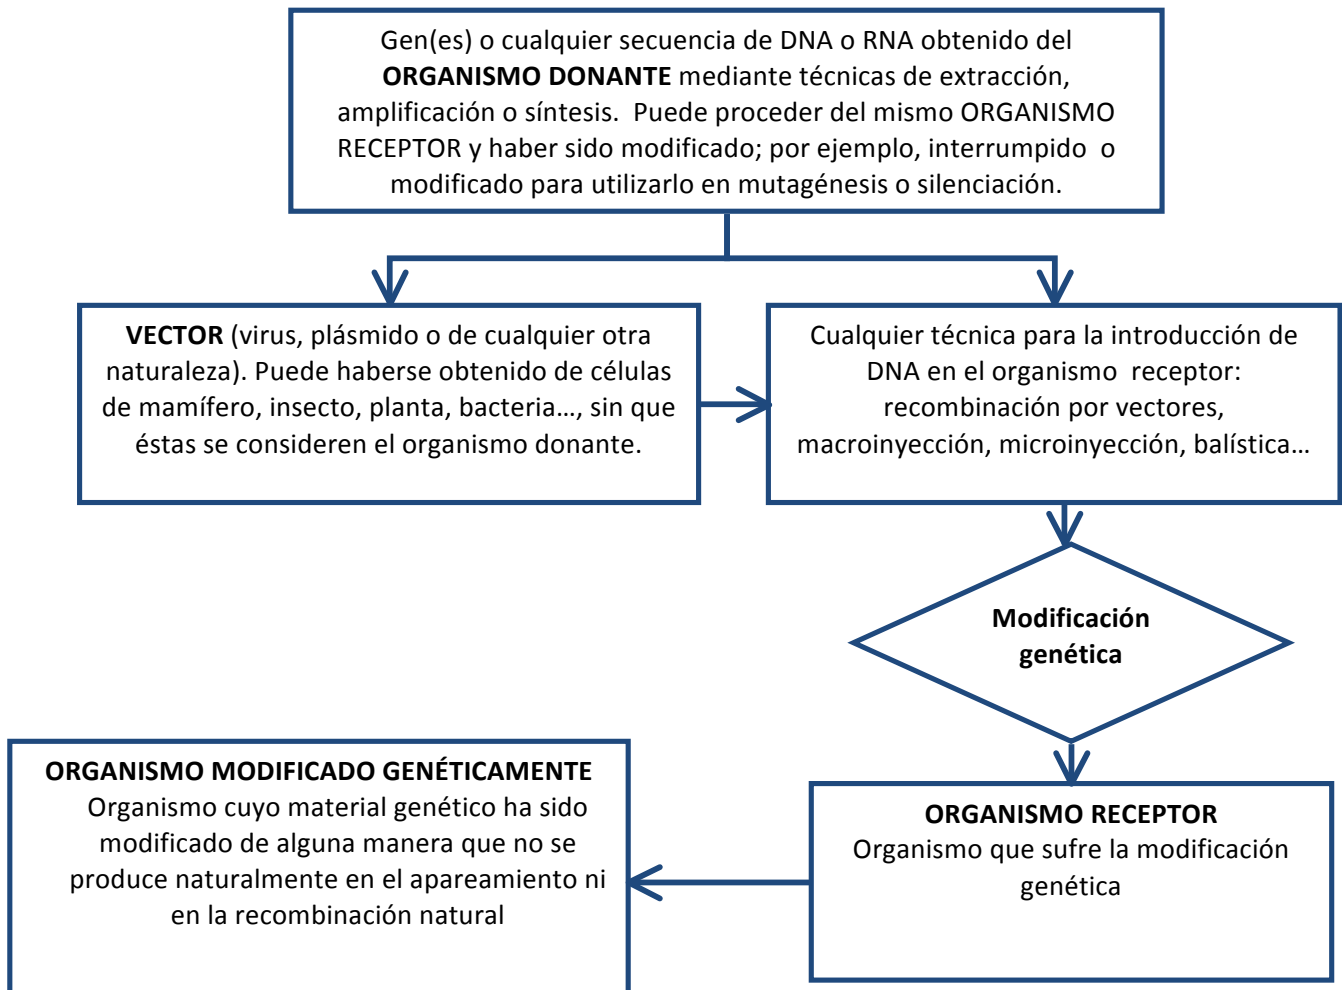 Gen(es) o cualquier secuencia de DNA o RNA obtenido del
ORGANISMO DONANTE mediante técnicas de extracción,
amplificación o síntesis. Puede proceder del mismo ORGANISMO
RECEPTOR y haber sido modificado; por ejemplo, interrumpido o
modificado para utilizarlo en mutagénesis o silenciación.
VECTOR (virus, plásmido o de cualquier otra
naturaleza). Puede haberse obtenido de células
de mamífero, insecto, planta, bacteria…, sin que
éstas se consideren el organismo donante.
Cualquier técnica para la introducción de
DNA en el organismo receptor:
recombinación por vectores,
macroinyección, microinyección, balística…
Modificación
genética
ORGANISMO RECEPTOR
Organismo que sufre la modificación
genética
ORGANISMO MODIFICADO GENÉTICAMENTE
Organismo cuyo material genético ha sido
modificado de alguna manera que no se
produce naturalmente en el apareamiento ni
en la recombinación natural